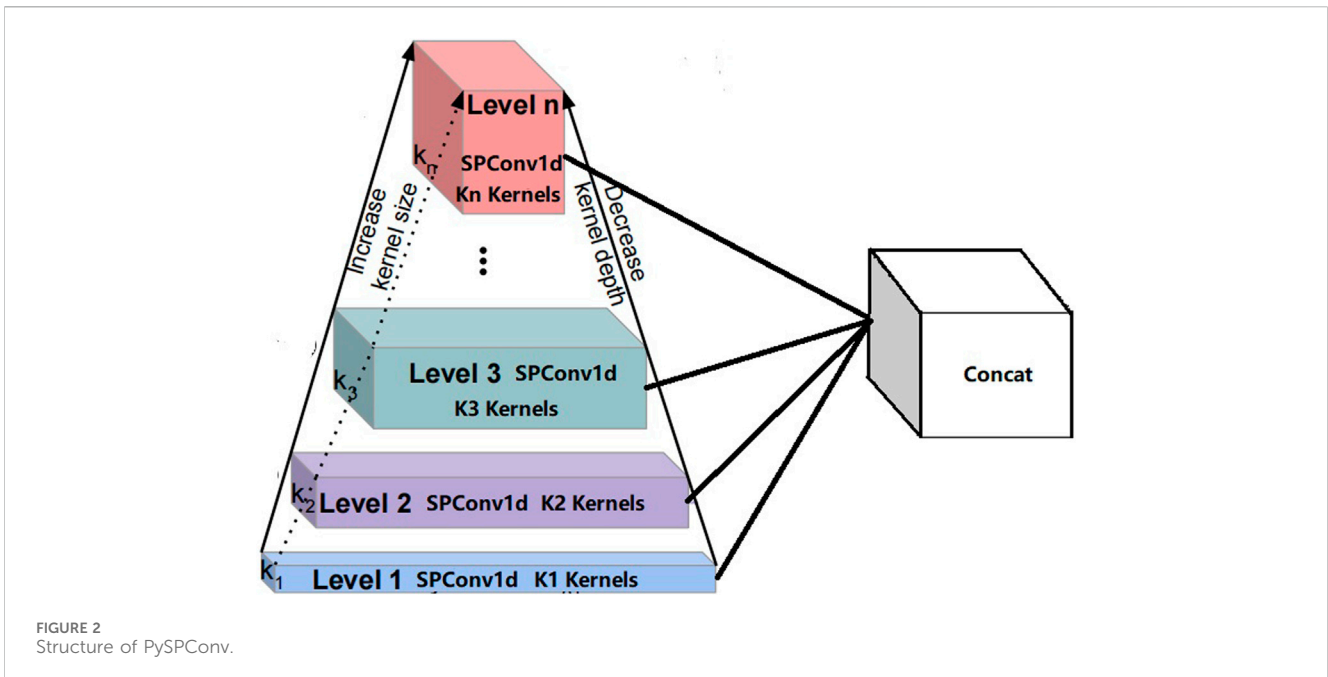 Level n
kn
SPConv1d
Kn Kernels
Increase
kernel size
Decrease
kernel depth
Level 3 SPConv1d
k3
K3 Kernels
Concat
k2
Level 2 SPConv1d K2 Kernels
k1
Level 1 SPConv1d K1 Kernels
FIGURE 2
Structure of PySPConv.